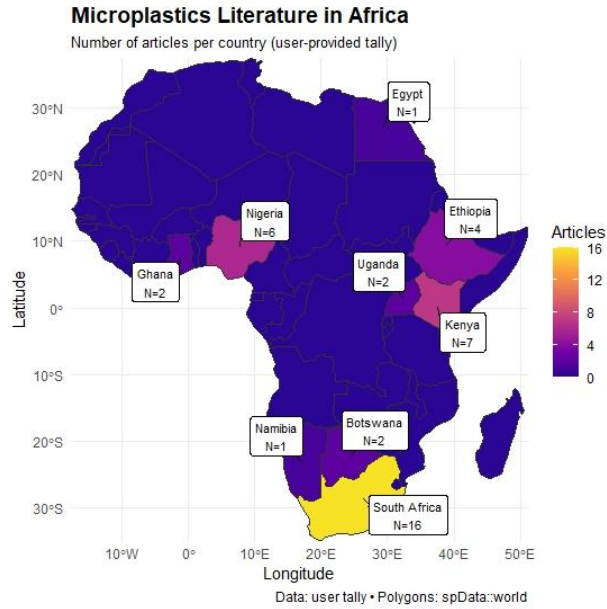 Microplastics Literature in Africa
Number of articles per country (user-provided tally)
Egypt
N=1
Nigeria
N=6
Ethiopia
N=4
Ghana
N=2
Uganda
N=2
Kenya
N=7
Namibia
N=1
Botswana
N=2
South Africa
N=16
30°N
20°N
10°N
0°
10°S
20°S
30°S
Latitude
10°W
0°
10°E
20°E
30°E
40°E
50°E
Longitude
Articles
16
12
8
4
0
Data: user tally • Polygons: spData::world